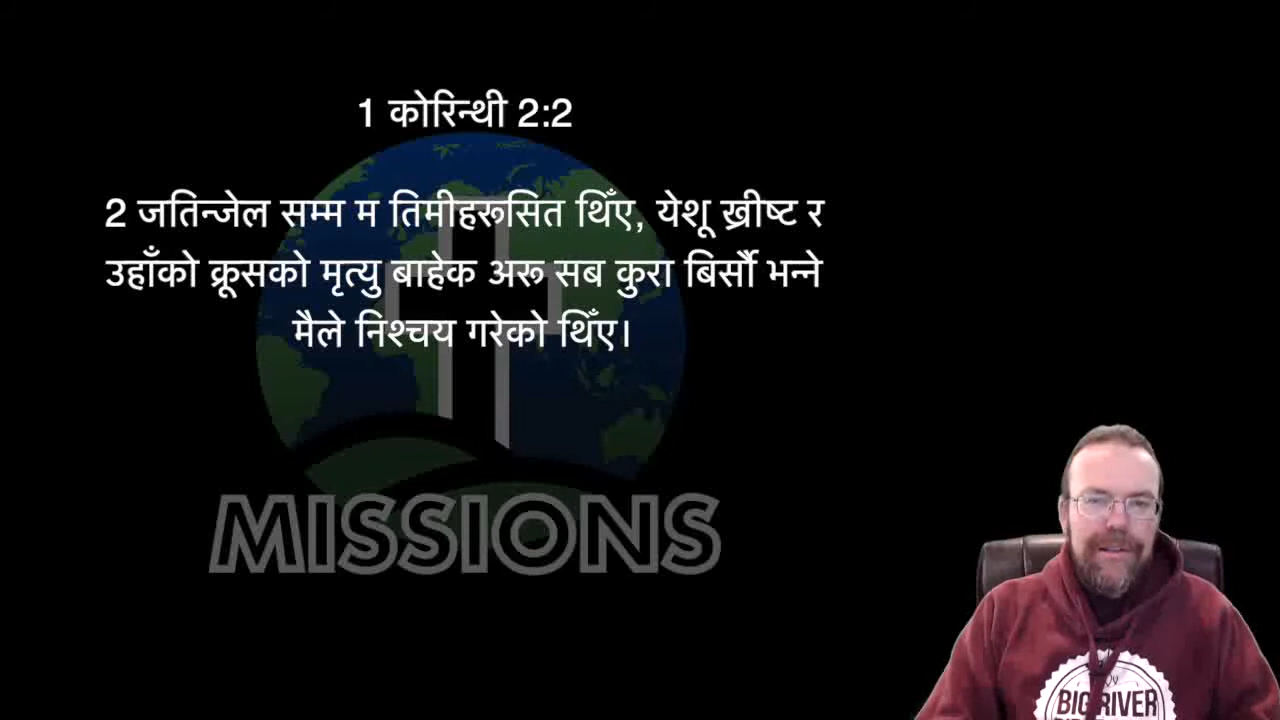 1 कोरिन्थी 2:2
2 जतिन्जेल सम्म म तिमीहरूसित थिएँ, येशू ख्रीष्ट र
उहाँको क्रूसको मृत्यु बाहेक अरू सब कुरा बिर्सौं भन्ने
मैले निश्चय गरेको थिएँ।
MISSIONS
BIG RIVER